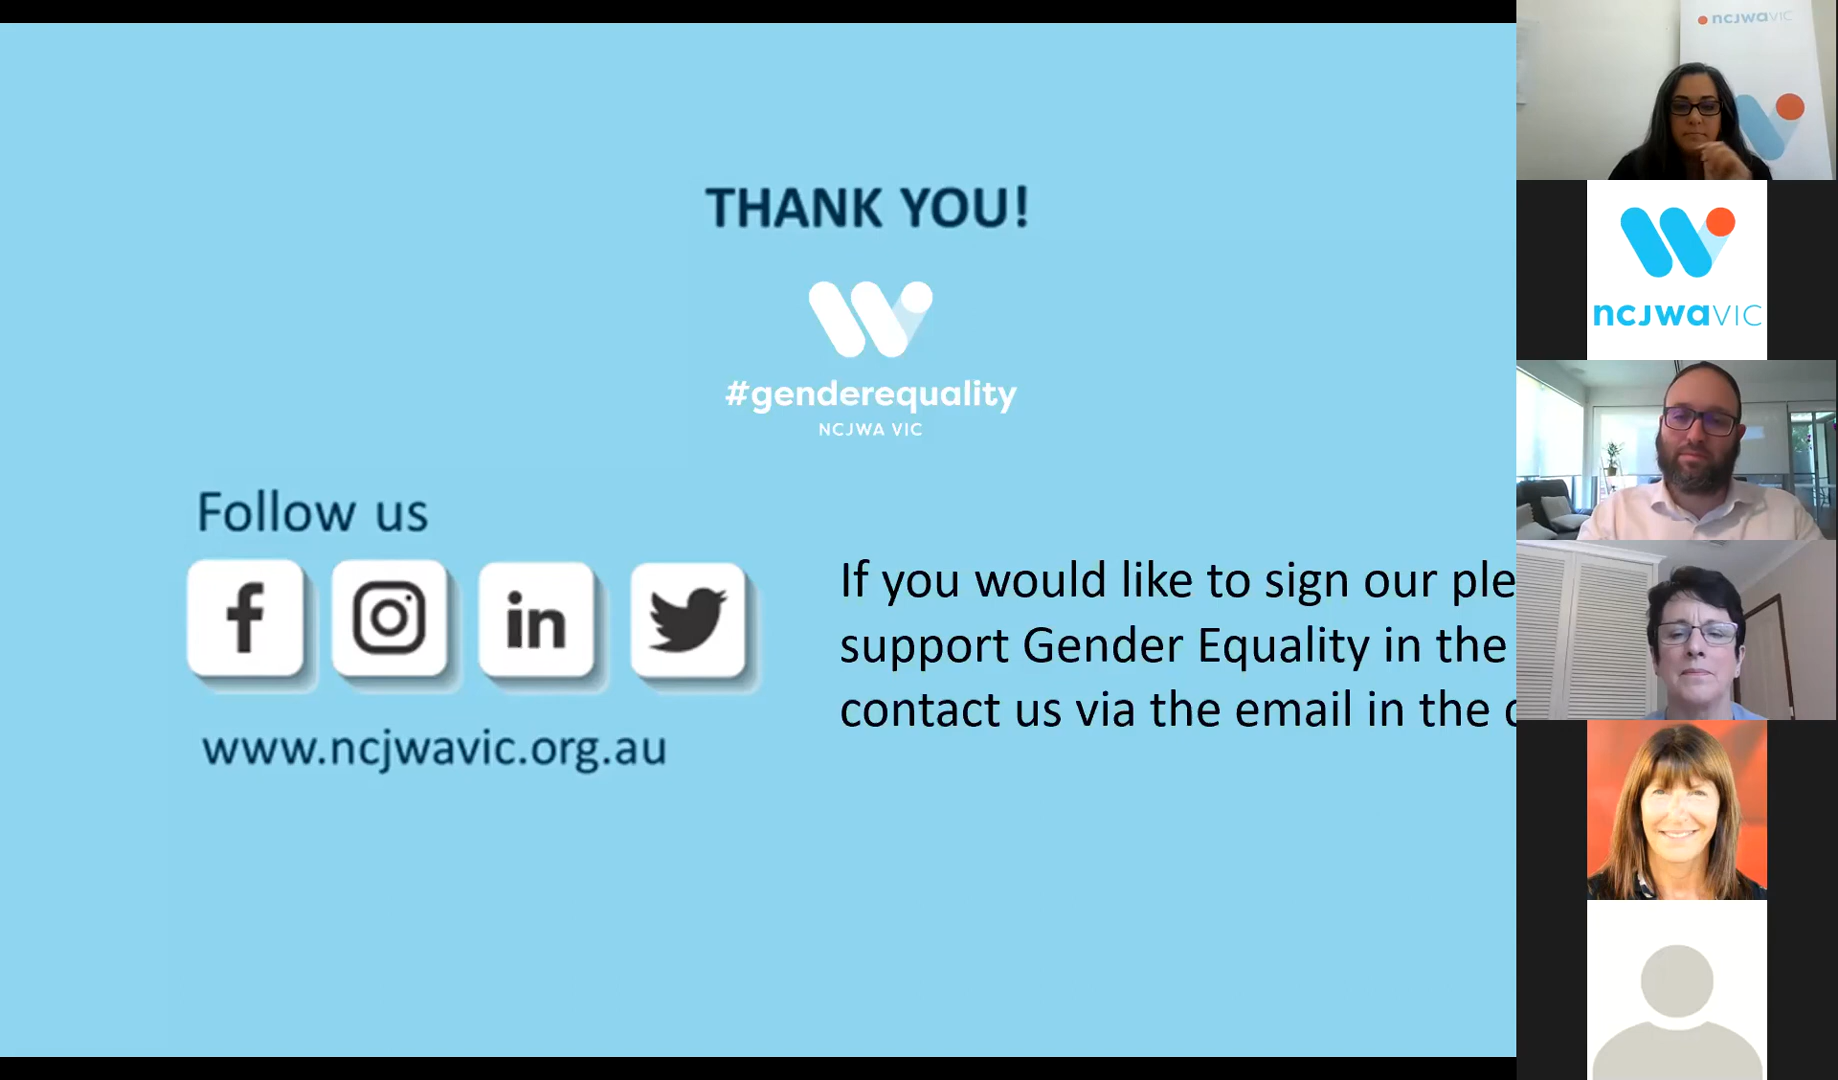 THANK YOU!
#genderequality
NCJWA VIC
Follow us
www.ncjwavic.org.au
If you would like to sign our
support Gender Equality in the
contact us via the email in the
ncjwaVIC
ncjwaVIC